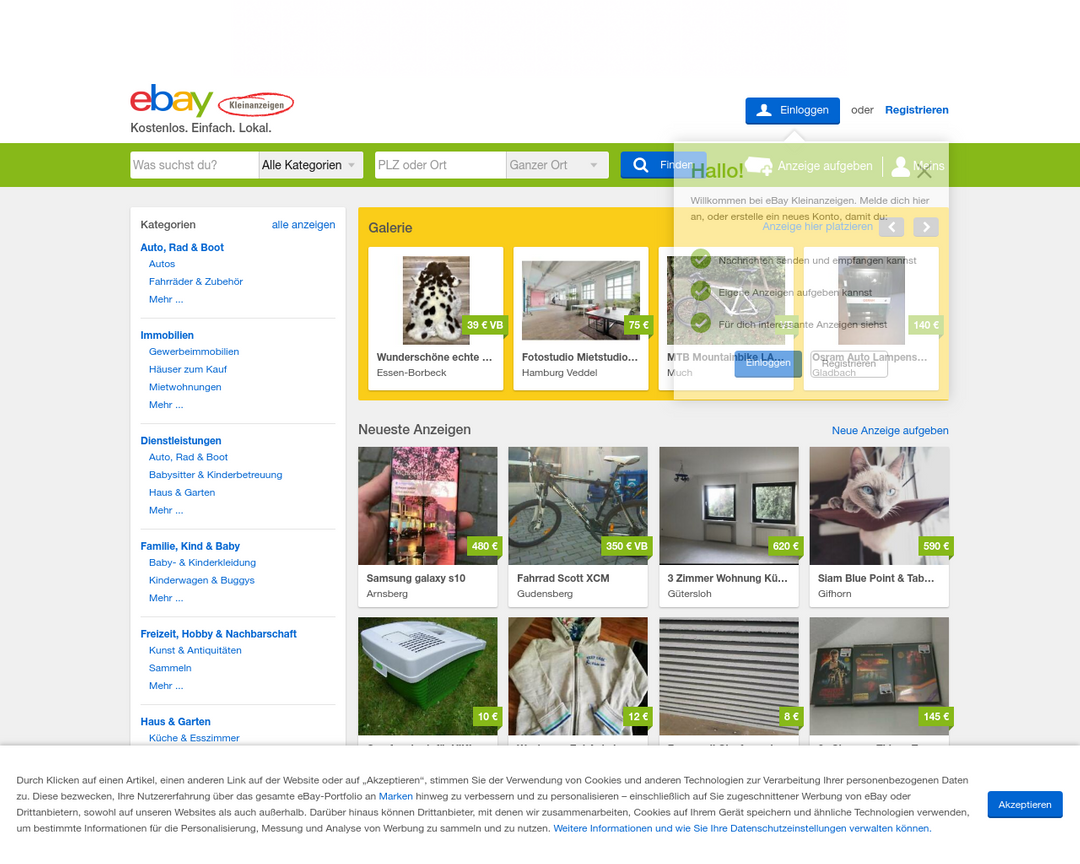 ebay Kleinanzeigen
Kostenlos. Einfach. Lokal.
Einloggen oder Registrieren
Was suchst du? Alle Kategorien PLZ oder Ort Ganzer Ort Finden Anzeige aufgeben Meins
Hallo!
Willkommen bei eBay Kleinanzeigen. Melde dich hier
an, oder erstelle ein neues Konto, damit du:
Nachrichten senden und empfangen kannst
Eigene Anzeigen aufgeben kannst
Für dich interessante Anzeigen siehst
Einloggen Registrieren
Kategorien alle anzeigen
Auto, Rad & Boot
Autos
Fahrräder & Zubehör
Mehr ...
Immobilien
Gewerbeimmobilien
Häuser zum Kauf
Mietwohnungen
Mehr ...
Dienstleistungen
Auto, Rad & Boot
Babysitter & Kinderbetreuung
Haus & Garten
Mehr ...
Familie, Kind & Baby
Baby- & Kinderkleidung
Kinderwagen & Buggys
Mehr ...
Freizeit, Hobby & Nachbarschaft
Kunst & Antiquitäten
Sammeln
Mehr ...
Haus & Garten
Küche & Esszimmer
Galerie
Anzeige hier platzieren
39 € VB
Wunderschöne echte ...
Essen-Borbeck
75 €
Fotostudio Mietstudio...
Hamburg Veddel
MTB Mountainbike LA...
Much
140 €
Osram Auto Lampens...
Gladbach
Neueste Anzeigen Neue Anzeige aufgeben
480 €
Samsung galaxy s10
Arnsberg
350 € VB
Fahrrad Scott XCM
Gudensberg
620 €
3 Zimmer Wohnung Kü...
Gütersloh
590 €
Siam Blue Point & Tab...
Gifhorn
10 €
12 €
8 €
145 €
Durch Klicken auf einen Artikel, einen anderen Link auf der Website oder auf „Akzeptieren“, stimmen Sie der Verwendung von Cookies und anderen Technologien zur Verarbeitung Ihrer personenbezogenen Daten
zu. Diese bezwecken, Ihre Nutzererfahrung über das gesamte eBay-Portfolio an Marken hinweg zu verbessern und zu personalisieren – einschließlich auf Sie zugeschnittener Werbung von eBay oder
Drittanbietern, sowohl auf unseren Websites als auch außerhalb. Darüber hinaus können Drittanbieter, mit denen wir zusammenarbeiten, Cookies auf Ihrem Gerät speichern und ähnliche Technologien verwenden,
um bestimmte Informationen für die Personalisierung, Messung und Analyse von Werbung zu sammeln und zu nutzen. Weitere Informationen und wie Sie Ihre Datenschutzeinstellungen verwalten können.
Akzeptieren